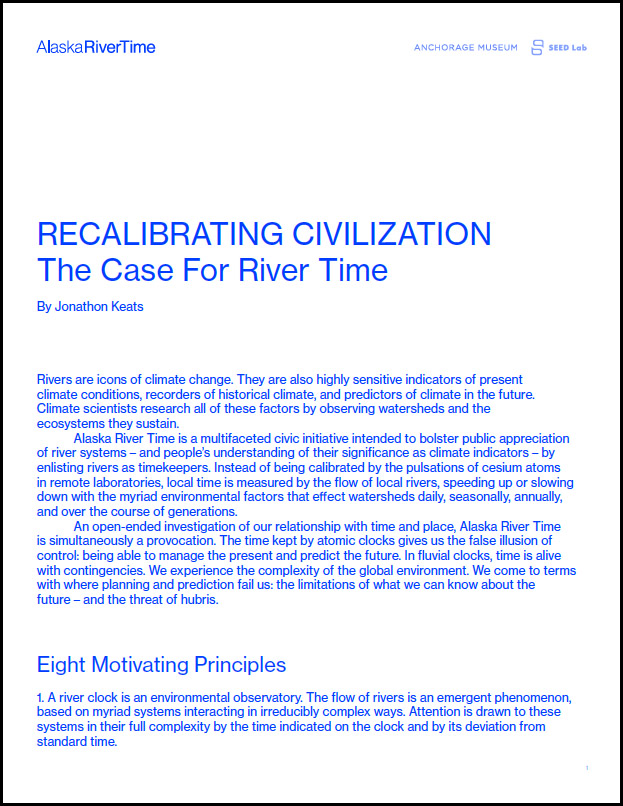 AlaskaRiverTime
ANCHORAGE MUSEUM
SEED Lab
RECALIBRATING CIVILIZATION
The Case For River Time
By Jonathon Keats
Rivers are icons of climate change. They are also highly sensitive indicators of present
climate conditions, recorders of historical climate, and predictors of climate in the future.
Climate scientists research all of these factors by observing watersheds and the
ecosystems they sustain.
Alaska River Time is a multifaceted civic initiative intended to bolster public appreciation
of river systems – and people's understanding of their significance as climate indicators – by
enlisting rivers as timekeepers. Instead of being calibrated by the pulsations of cesium atoms
in remote laboratories, local time is measured by the flow of local rivers, speeding up or slowing
down with the myriad environmental factors that effect watersheds daily, seasonally, annually,
and over the course of generations.
An open-ended investigation of our relationship with time and place, Alaska River Time
is simultaneously a provocation. The time kept by atomic clocks gives us the false illusion of
control: being able to manage the present and predict the future. In fluvial clocks, time is alive
with contingencies. We experience the complexity of the global environment. We come to terms
with where planning and prediction fail us: the limitations of what we can know about the
future – and the threat of hubris.
Eight Motivating Principles
1. A river clock is an environmental observatory. The flow of rivers is an emergent phenomenon,
based on myriad systems interacting in irreducibly complex ways. Attention is drawn to these
systems in their full complexity by the time indicated on the clock and by its deviation from
standard time.
1